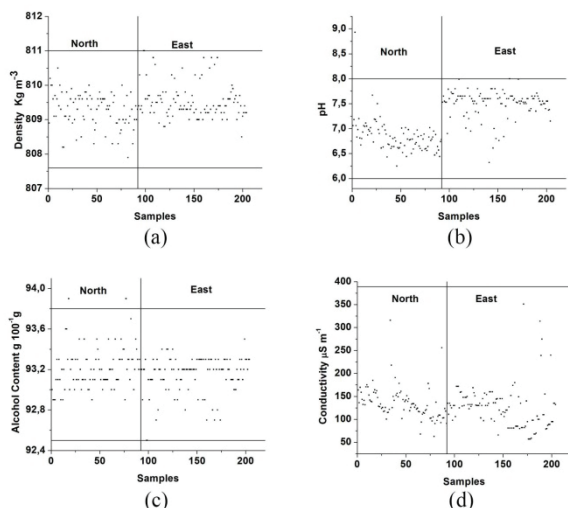 North East
Density Kg m⁻³
812
811
810
809
808
807
0 50 100 150 200
Samples
(a)
North East
pH
9,0
8,5
8,0
7,5
7,0
6,5
6,0
0 50 100 150 200
Samples
(b)
North East
Alcohol Content g 100⁻¹g
94,0
93,6
93,2
92,8
92,4
0 50 100 150 200
Samples
(c)
North East
Conductivity µS m⁻¹
400
350
300
250
200
150
100
50
0 50 100 150 200
Samples
(d)